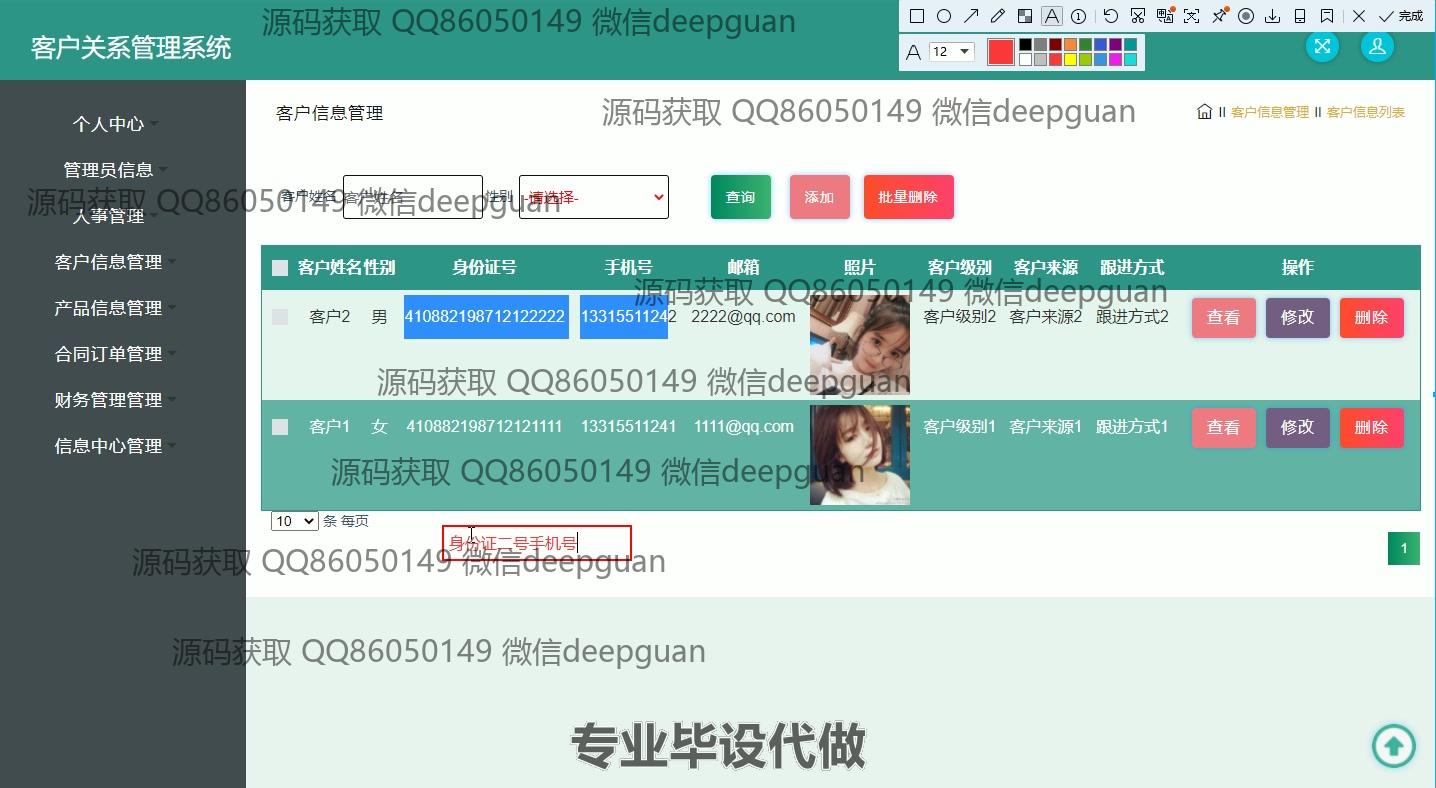 源码获取 QQ86050149 微信deepguan
完成
客户关系管理系统
A 12
个人中心
管理员信息
人事管理
客户信息管理
产品信息管理
合同订单管理
财务管理管理
信息中心管理
客户信息管理
源码获取 QQ86050149 微信deepguan
客户信息管理 客户信息列表
源码获取 QQ86050149 微信deepguan
客户姓名 客户姓名 性别 -请选择- 查询 添加 批量删除
客户姓名 性别 身份证号 手机号 邮箱 照片 客户级别 客户来源 跟进方式 操作
源码获取 QQ86050149 微信deepguan
客户2 男 410882198712122222 13315511242 2222@qq.com 客户级别2 客户来源2 跟进方式2 查看 修改 删除
源码获取 QQ86050149 微信deepguan
客户1 女 410882198712121111 13315511241 1111@qq.com 客户级别1 客户来源1 跟进方式1 查看 修改 删除
源码获取 QQ86050149 微信deepguan
10 条 每页
身份证二号手机号
1
源码获取 QQ86050149 微信deepguan
源码获取 QQ86050149 微信deepguan
专业毕设代做